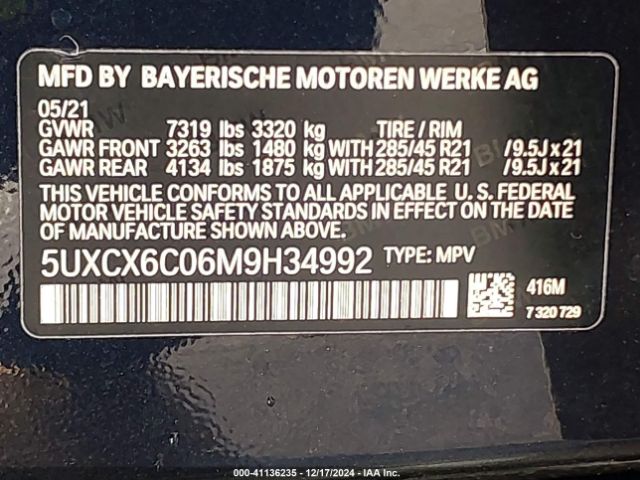 MFD BY BAYERISCHE MOTOREN WERKE AG
05/21
GVWR 7319 lbs 3320 kg TIRE / RIM
GAWR FRONT 3263 lbs 1480 kg WITH 285/45 R21 /9.5J x 21
GAWR REAR 4134 lbs 1875 kg WITH 285/45 R21 /9.5J x 21
THIS VEHICLE CONFORMS TO ALL APPLICABLE U. S. FEDERAL
MOTOR VEHICLE SAFETY STANDARDS IN EFFECT ON THE DATE
OF MANUFACTURE SHOWN ABOVE.
5UXCX6C06M9H34992 TYPE: MPV
416M
7 320 729
000-41136235 - 12/17/2024 - IAA Inc.